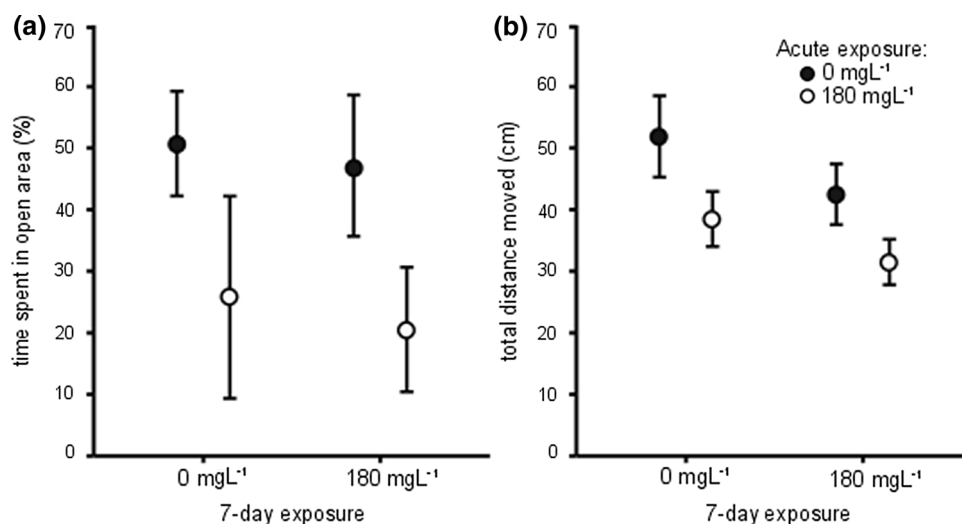 (a)
time spent in open area (%)
70
60
50
40
30
20
10
0
0 mgL⁻¹
180 mgL⁻¹
7-day exposure
(b)
total distance moved (cm)
70
60
50
40
30
20
10
0
Acute exposure:
0 mgL⁻¹
180 mgL⁻¹
0 mgL⁻¹
180 mgL⁻¹
7-day exposure